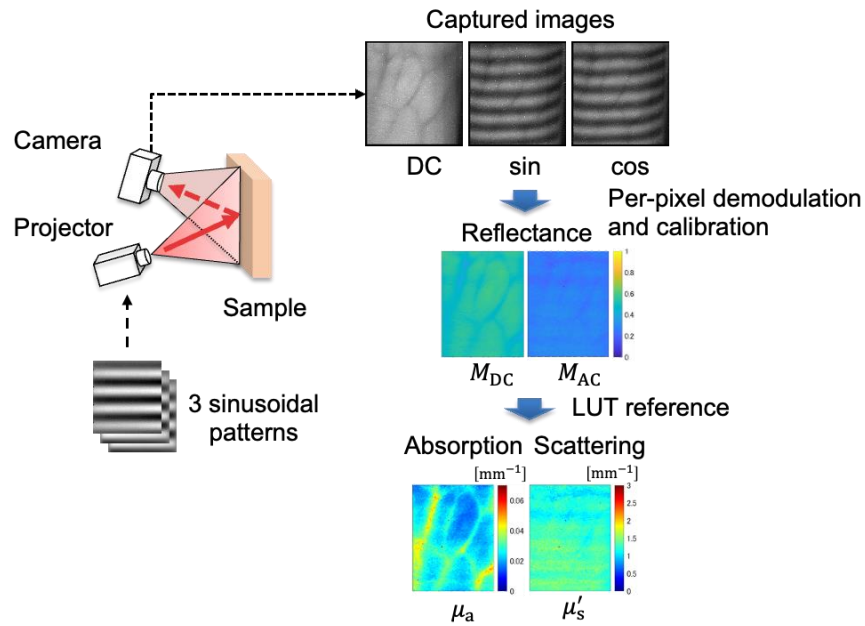 Captured images
DC
sin
cos
Camera
Projector
Sample
3 sinusoidal
patterns
Per-pixel demodulation
and calibration
Reflectance
1
0.8
0.6
0.4
0.2
0
M_DC
M_AC
LUT reference
Absorption
Scattering
[mm⁻¹]
[mm⁻¹]
0.06
0.04
0.02
0
3
2.5
2
1.5
1
0.5
0
μ_a
μ′_s